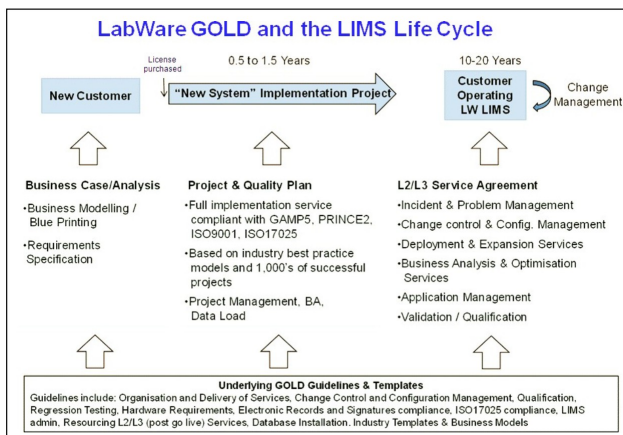 LabWare GOLD and the LIMS Life Cycle
License
purchased
0.5 to 1.5 Years
10-20 Years
New Customer
"New System" Implementation Project
Customer
Operating
LW LIMS
Change
Management
Business Case/Analysis
•Business Modelling /
Blue Printing
•Requirements
Specification
Project & Quality Plan
•Full implementation service
compliant with GAMP5, PRINCE2,
ISO9001, ISO17025
•Based on industry best practice
models and 1,000's of successful
projects
•Project Management, BA,
Data Load
L2/L3 Service Agreement
•Incident & Problem Management
•Change control & Config. Management
•Deployment & Expansion Services
•Business Analysis & Optimisation
Services
•Application Management
•Validation / Qualification
Underlying GOLD Guidelines & Templates
Guidelines include: Organisation and Delivery of Services, Change Control and Configuration Management, Qualification,
Regression Testing, Hardware Requirements, Electronic Records and Signatures compliance, ISO17025 compliance, LIMS
admin, Resourcing L2/L3 (post go live) Services, Database Installation. Industry Templates & Business Models